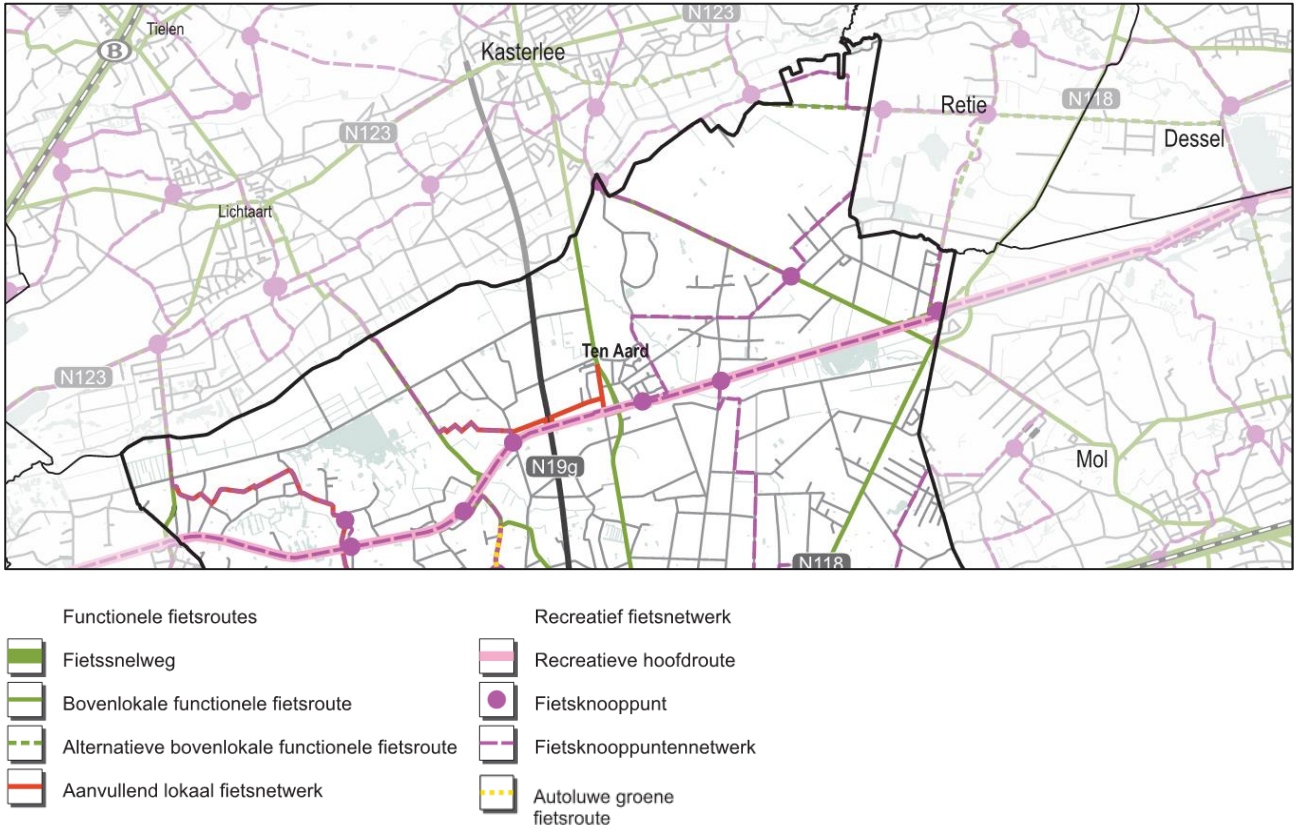 Tielen
N123
B
Kasterlee
Retie
N118
N123
Dessel
Lichtaart
Ten Aard
N123
Mol
N19g
N118
Functionele fietsroutes
Fietssnelweg
Bovenlokale functionele fietsroute
Alternatieve bovenlokale functionele fietsroute
Aanvullend lokaal fietsnetwerk
Recreatief fietsnetwerk
Recreatieve hoofdroute
Fietsknooppunt
Fietsknooppuntennetwerk
Autoluwe groene
fietsroute